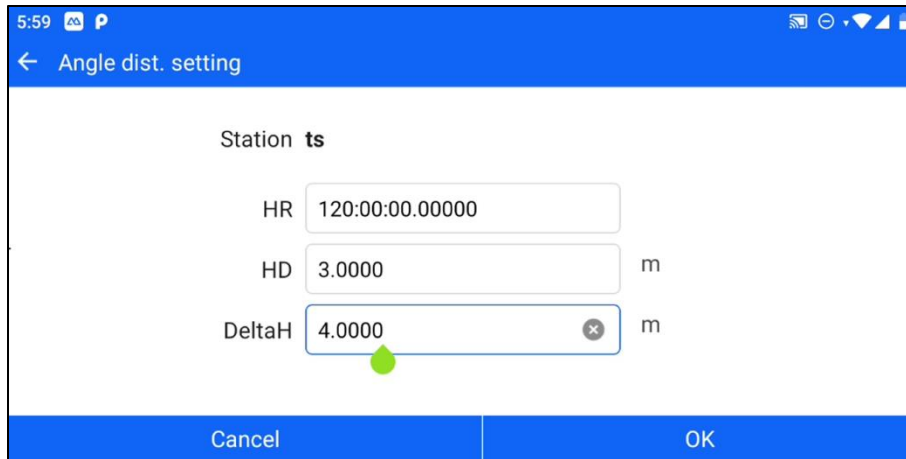 5:59 P
Angle dist. setting
Station ts
HR 120:00:00.00000
HD 3.0000 m
DeltaH 4.0000 m
Cancel OK